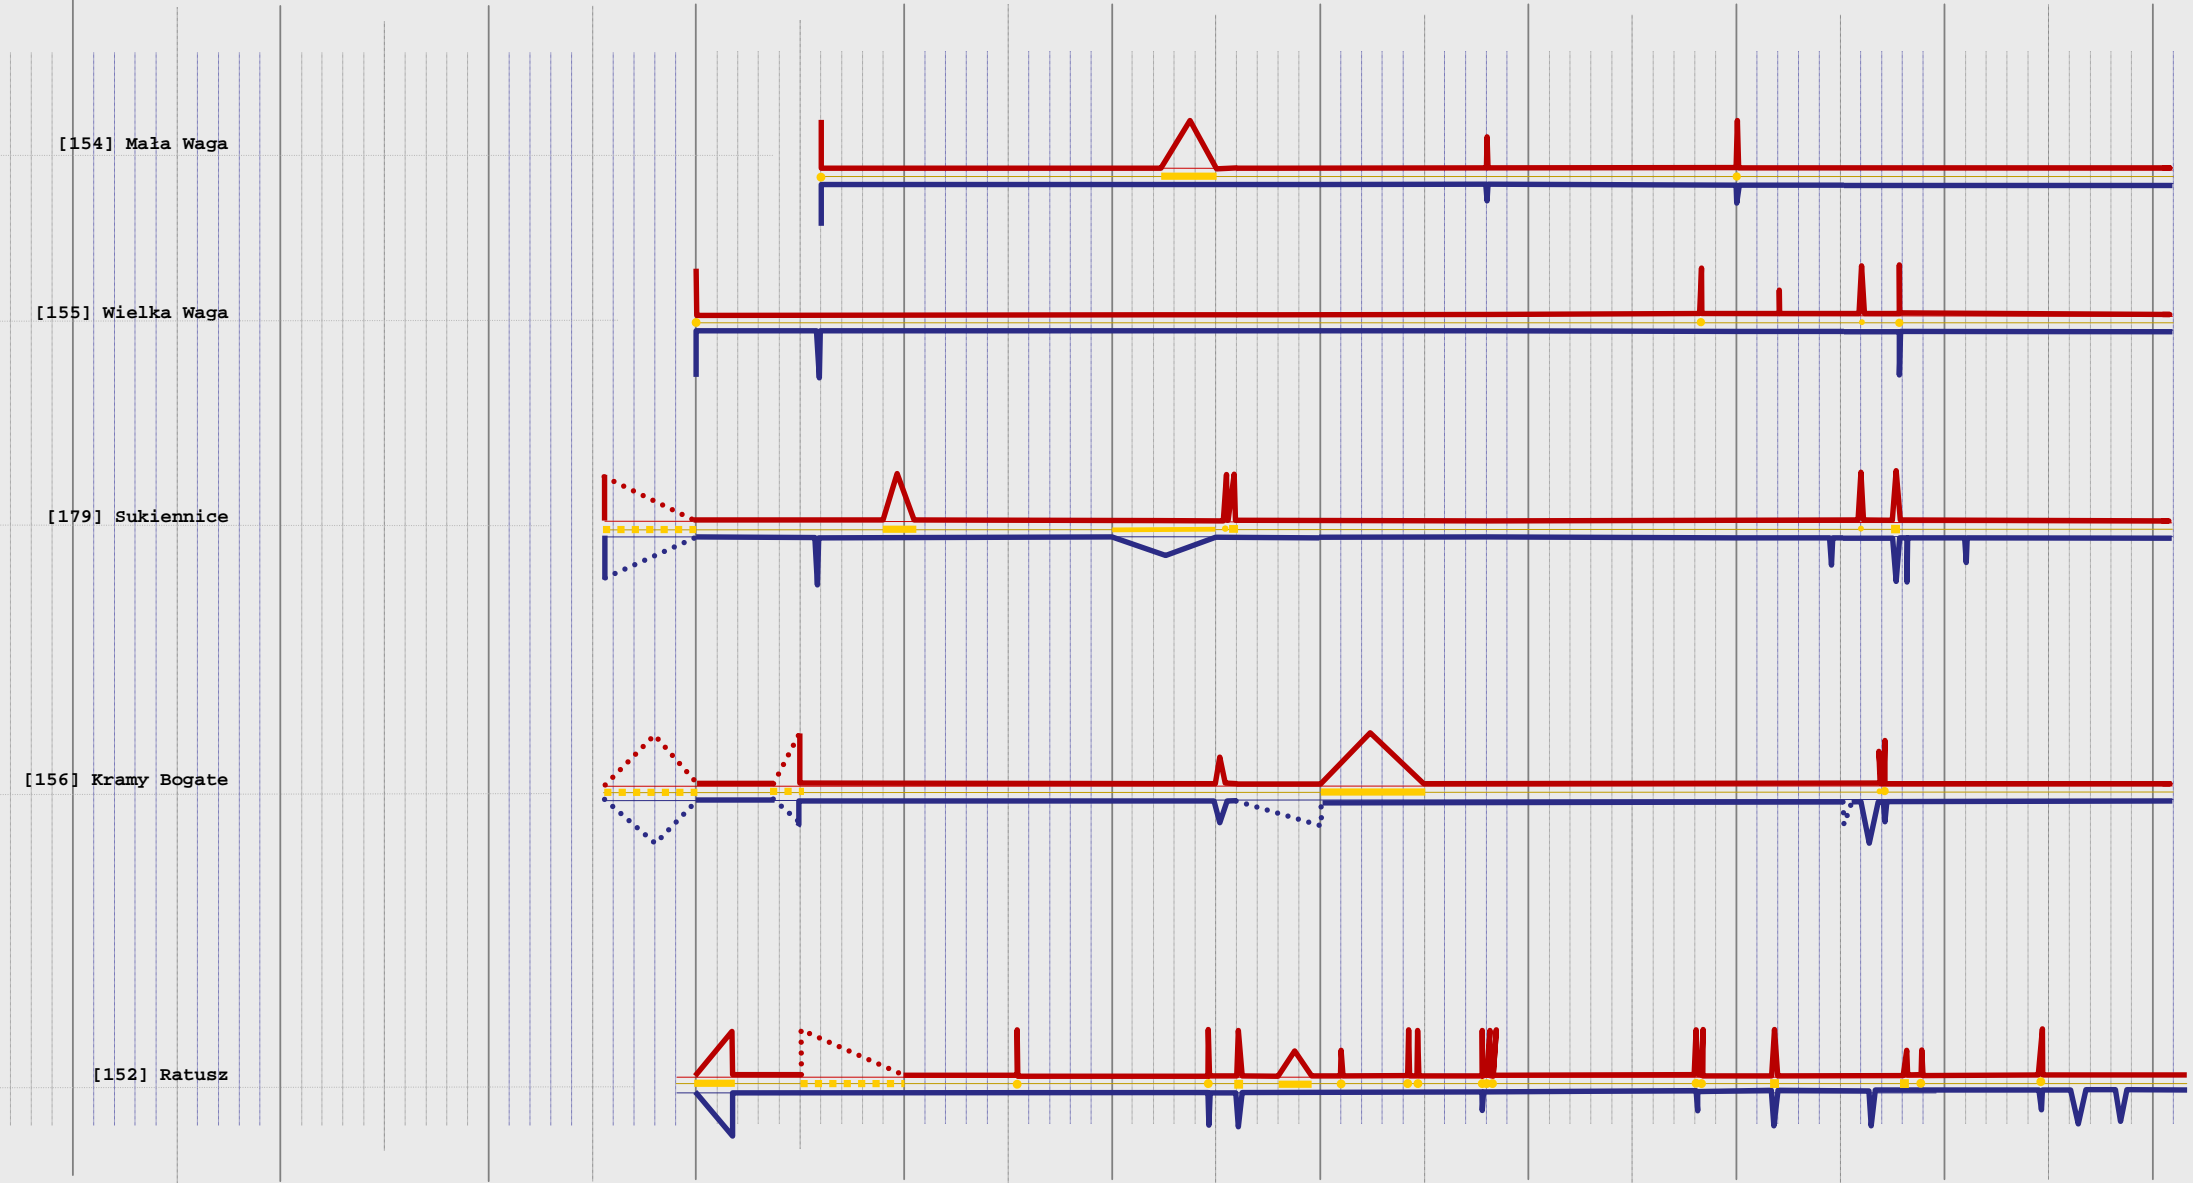 [154] Mała Waga
[155] Wielka Waga
[179] Sukiennice
[156] Kramy Bogate
[152] Ratusz